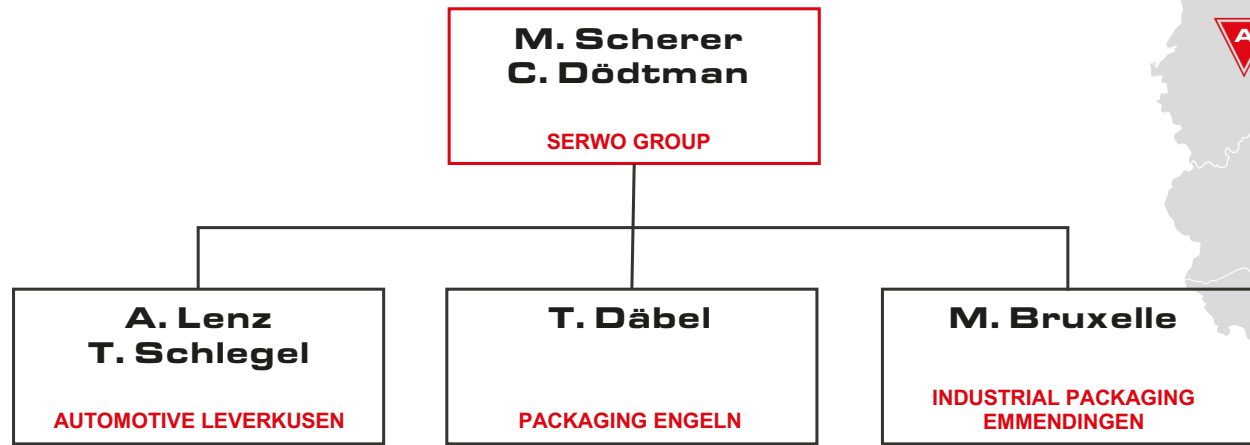 M. Scherer
C. Dödtman
SERWO GROUP
A
A. Lenz
T. Schlegel
AUTOMOTIVE LEVERKUSEN
T. Däbel
PACKAGING ENGELN
M. Bruxelle
INDUSTRIAL PACKAGING
EMMENDINGEN